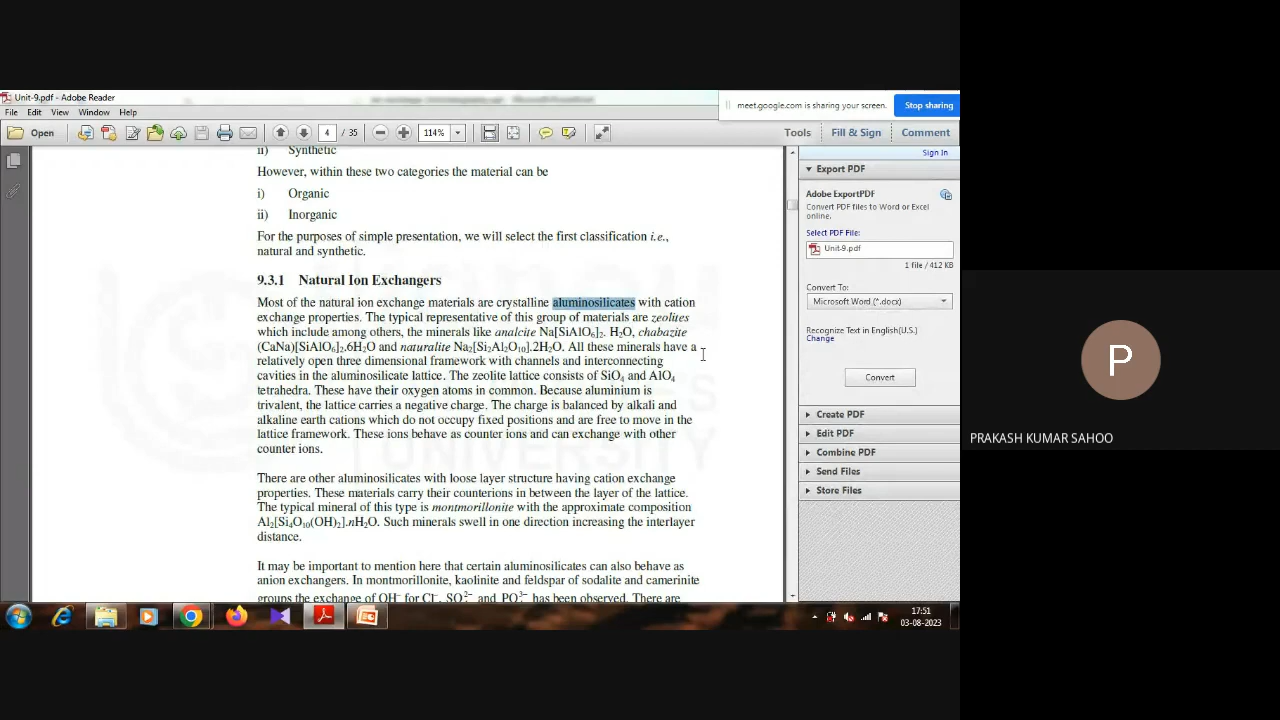 Unit-9.pdf - Adobe Reader
meet.google.com is sharing your screen.
Stop sharing
File Edit View Window Help
Open
4 / 35
114%
Tools
Fill & Sign
Comment
Sign In
ii) Synthetic
However, within these two categories the material can be
i) Organic
ii) Inorganic
For the purposes of simple presentation, we will select the first classification i.e.,
natural and synthetic.
9.3.1 Natural Ion Exchangers
Most of the natural ion exchange materials are crystalline aluminosilicates with cation
exchange properties. The typical representative of this group of materials are zeolites
which include among others, the minerals like analcite Na[SiAlO₆]₂. H₂O, chabazite
(CaNa)[SiAlO₆]₂.6H₂O and naturalite Na₂[Si₂Al₂O₁₀].2H₂O. All these minerals have a
relatively open three dimensional framework with channels and interconnecting
cavities in the aluminosilicate lattice. The zeolite lattice consists of SiO₄ and AlO₄
tetrahedra. These have their oxygen atoms in common. Because aluminium is
trivalent, the lattice carries a negative charge. The charge is balanced by alkali and
alkaline earth cations which do not occupy fixed positions and are free to move in the
lattice framework. These ions behave as counter ions and can exchange with other
counter ions.
There are other aluminosilicates with loose layer structure having cation exchange
properties. These materials carry their counterions in between the layer of the lattice.
The typical mineral of this type is montmorillonite with the approximate composition
Al₂[Si₄O₁₀(OH)₂].nH₂O. Such minerals swell in one direction increasing the interlayer
distance.
It may be important to mention here that certain aluminosilicates can also behave as
anion exchangers. In montmorillonite, kaolinite and feldspar of sodalite and camerinite
groups the exchange of OH⁻ for Cl⁻, SO₄²⁻ and PO₄³⁻ has been observed. There are
UNIVERSITY
Export PDF
Adobe ExportPDF
Convert PDF files to Word or Excel
online.
Select PDF File:
Unit-9.pdf
1 file / 412 KB
Convert To:
Microsoft Word (*.docx)
Recognize Text in English(U.S.)
Change
Convert
Create PDF
Edit PDF
Combine PDF
Send Files
Store Files
17:51
03-08-2023
P
PRAKASH KUMAR SAHOO